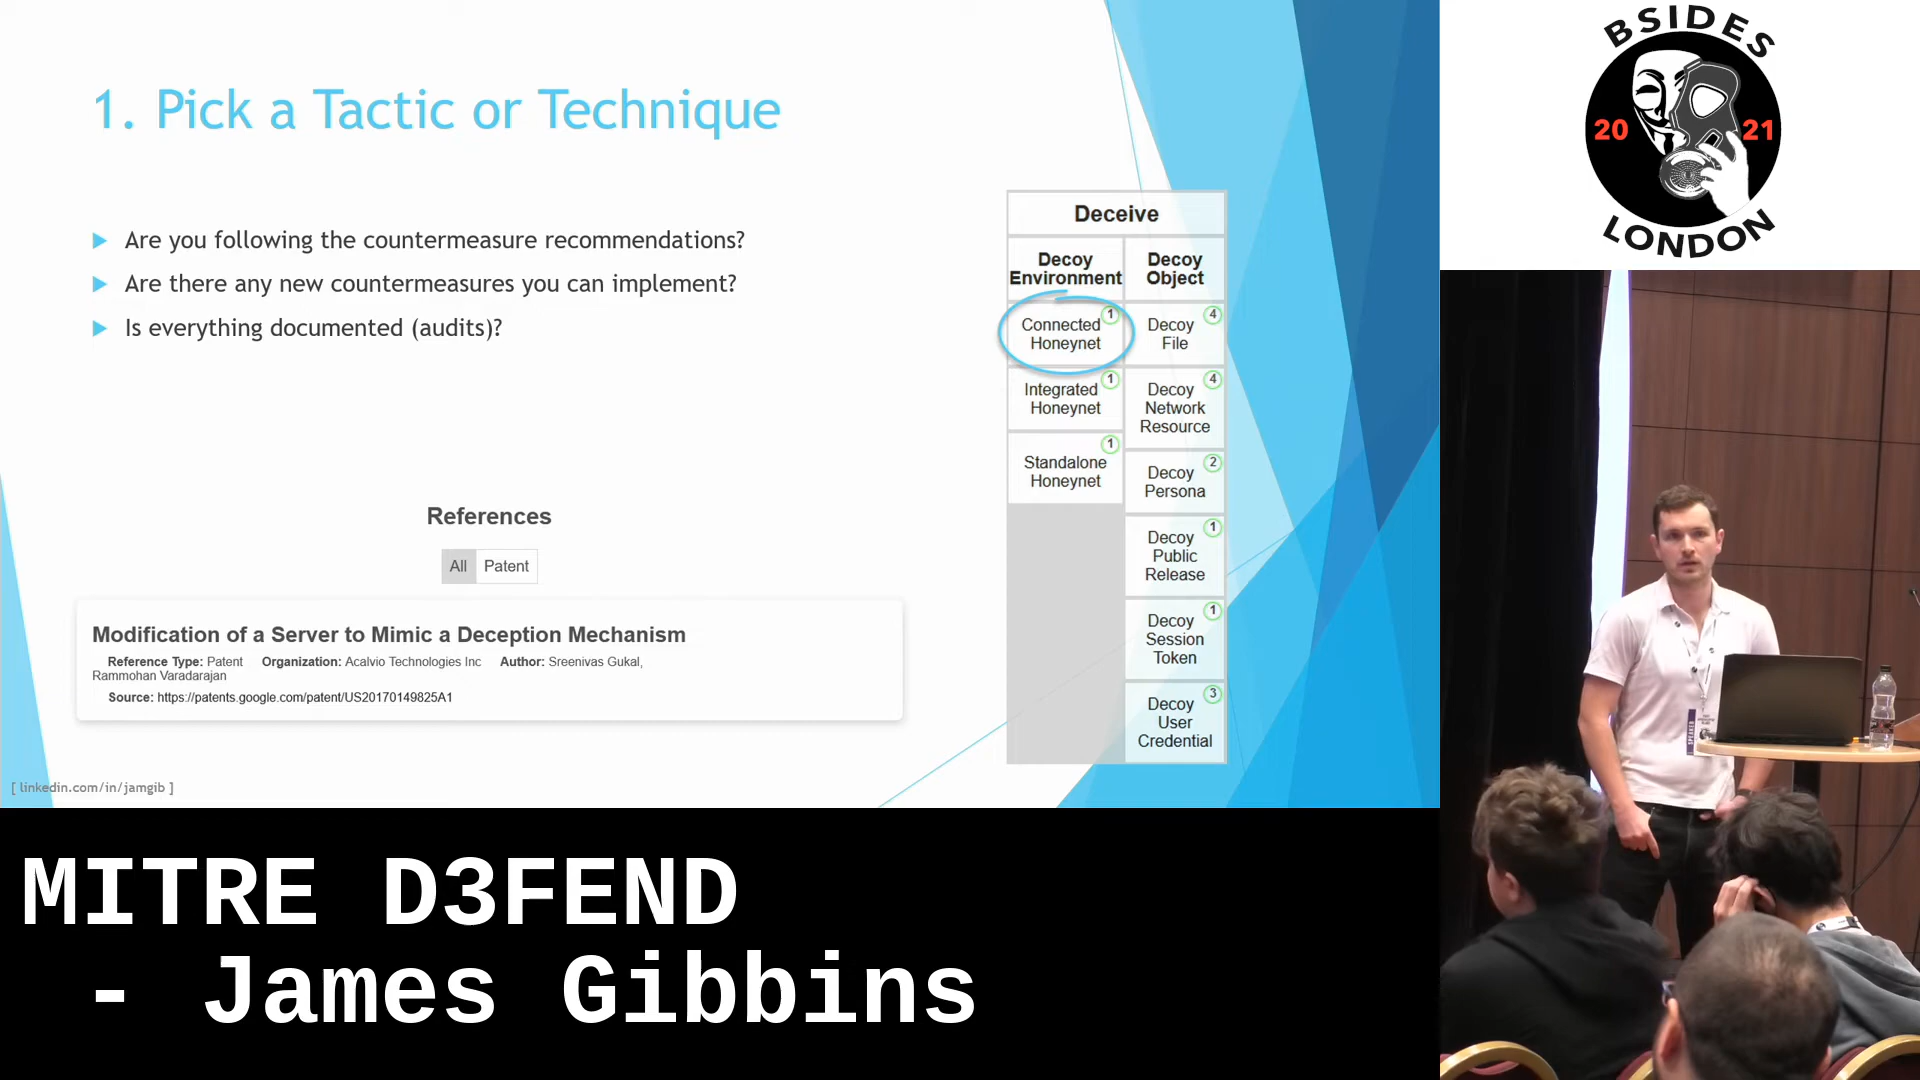 1. Pick a Tactic or Technique
Are you following the countermeasure recommendations?
Are there any new countermeasures you can implement?
Is everything documented (audits)?
References
All Patent
Modification of a Server to Mimic a Deception Mechanism
Reference Type: Patent Organization: Acalvio Technologies Inc Author: Sreenivas Gukal,
Rammohan Varadarajan
Source: https://patents.google.com/patent/US20170149825A1
Deceive
Decoy
Environment
Connected 1
Honeynet
Integrated 1
Honeynet
1
Standalone
Honeynet
Decoy
Object
Decoy 4
File
Decoy 4
Network
Resource
Decoy 2
Persona
Decoy 1
Public
Release
Decoy 1
Session
Token
Decoy 3
User
Credential
[ linkedin.com/in/jamgib ]
BSIDES
20 21
LONDON
SPEAKER
MITRE D3FEND
- James Gibbins